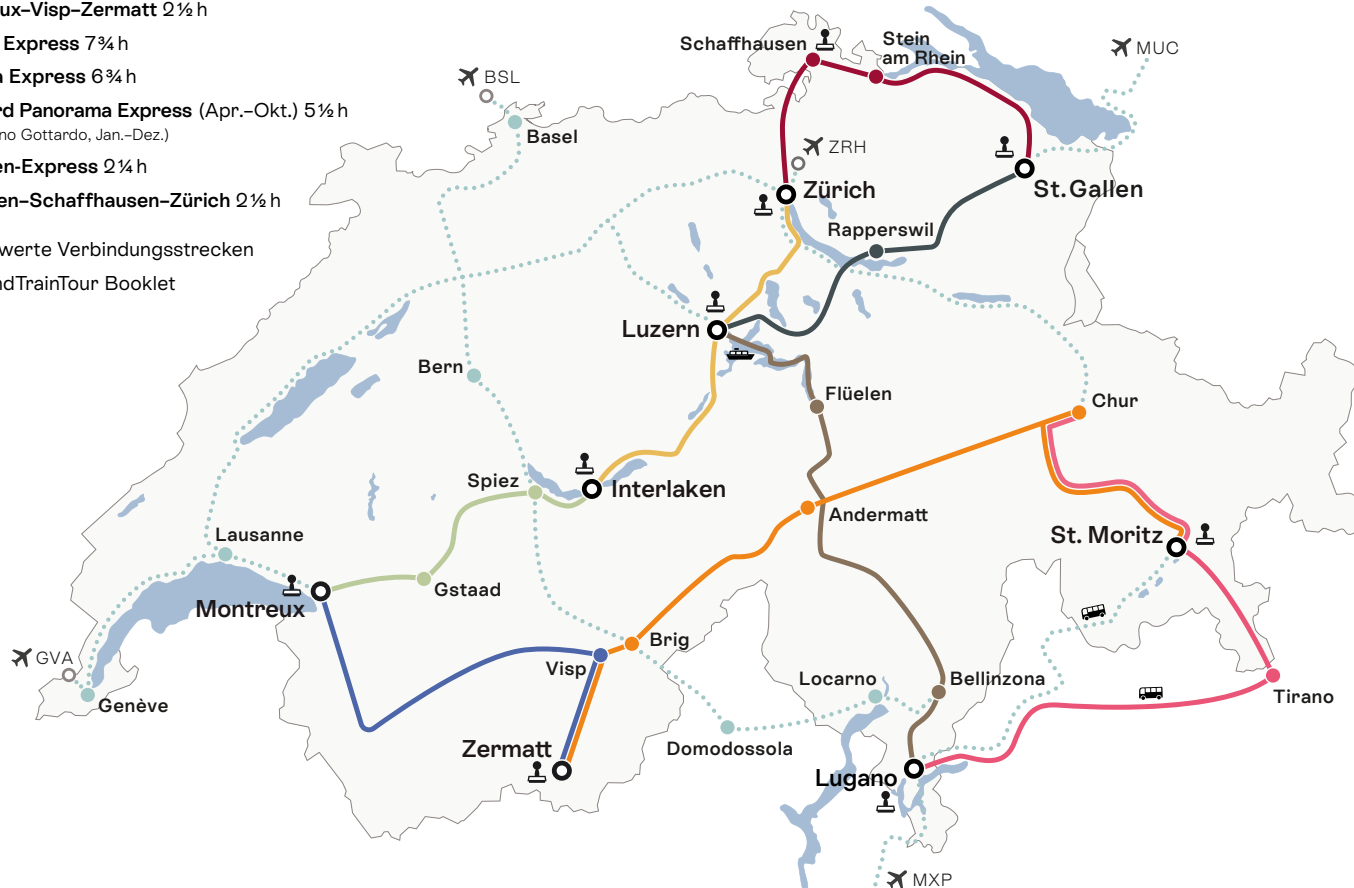 ux–Visp–Zermatt 2½ h
Express 7¾ h
Express 6¾ h
rd Panorama Express (Apr.–Okt.) 5½ h
no Gottardo, Jan.–Dez.)
en-Express 2¼ h
en–Schaffhausen–Zürich 2½ h
werte Verbindungsstrecken
ndTrainTour Booklet
Schaffhausen
Stein
am Rhein
MUC
BSL
Basel
ZRH
Zürich
St. Gallen
Rapperswil
Luzern
Bern
Flüelen
Chur
Spiez
Interlaken
Andermatt
Lausanne
St. Moritz
Gstaad
Montreux
Brig
Visp
GVA
Genève
Locarno
Bellinzona
Tirano
Domodossola
Zermatt
Lugano
MXP